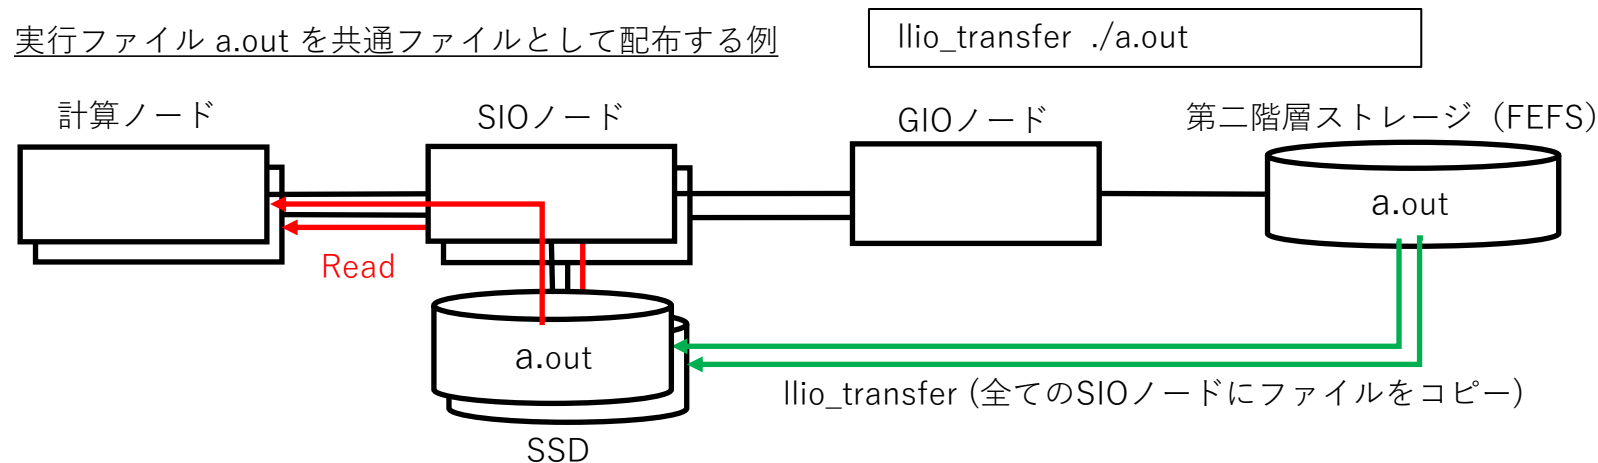 実行ファイル a.out を共通ファイルとして配布する例
llio_transfer ./a.out
計算ノード
SIOノード
GIOノード
第二階層ストレージ（FEFS）
a.out
Read
a.out
llio_transfer (全てのSIOノードにファイルをコピー)
SSD